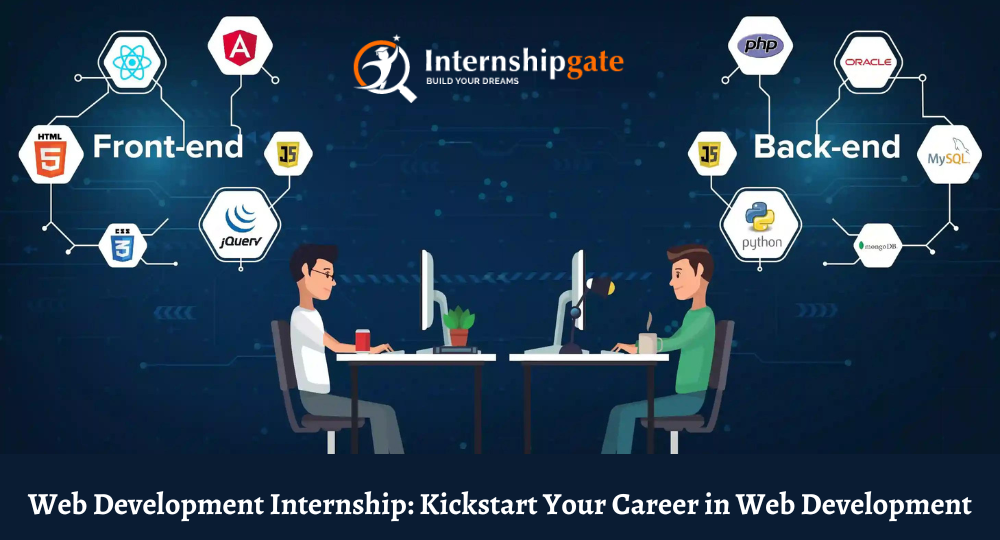 Internshipgate
BUILD YOUR DREAMS
Front-end
HTML
5
A
JS
jQuery
CSS
3
Back-end
php
ORACLE
JS
MySQL
python
mongoDB
Web Development Internship: Kickstart Your Career in Web Development